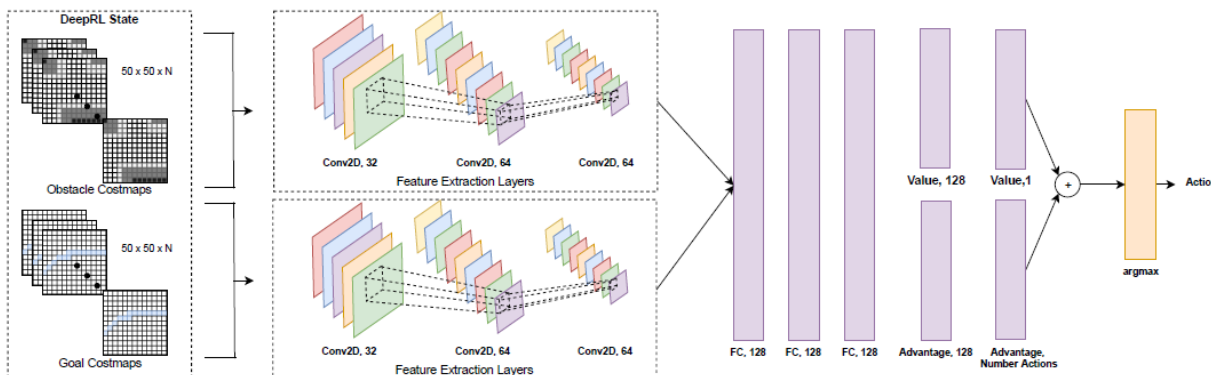 DeepRL State
50 x 50 x N
Obstacle Costmaps
50 x 50 x N
Goal Costmaps
Conv2D, 32
Conv2D, 64
Conv2D, 64
Feature Extraction Layers
Conv2D, 32
Conv2D, 64
Conv2D, 64
Feature Extraction Layers
FC, 128
FC, 128
FC, 128
Value, 128
Value,1
Advantage, 128
Advantage,
Number Actions
+
argmax
Actio